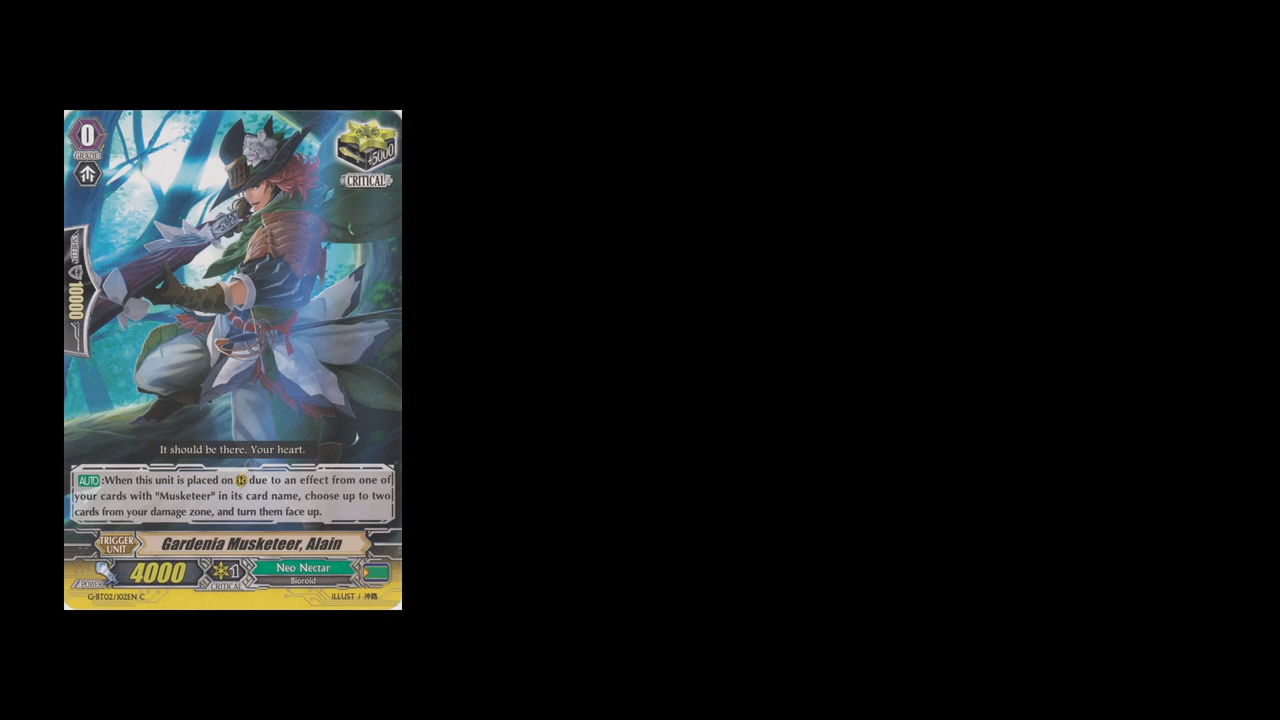 0
GRADE
+5000
CRITICAL
SHIELD
10000
It should be there. Your heart.
AUTO:When this unit is placed on due to an effect from one of
your cards with "Musketeer" in its card name, choose up to two
cards from your damage zone, and turn them face up.
TRIGGER
UNIT
Gardenia Musketeer, Alain
POWER
4000
1
CRITICAL
Neo Nectar
Bioroid
G-BT02/102EN C
ILLUST / 沖路